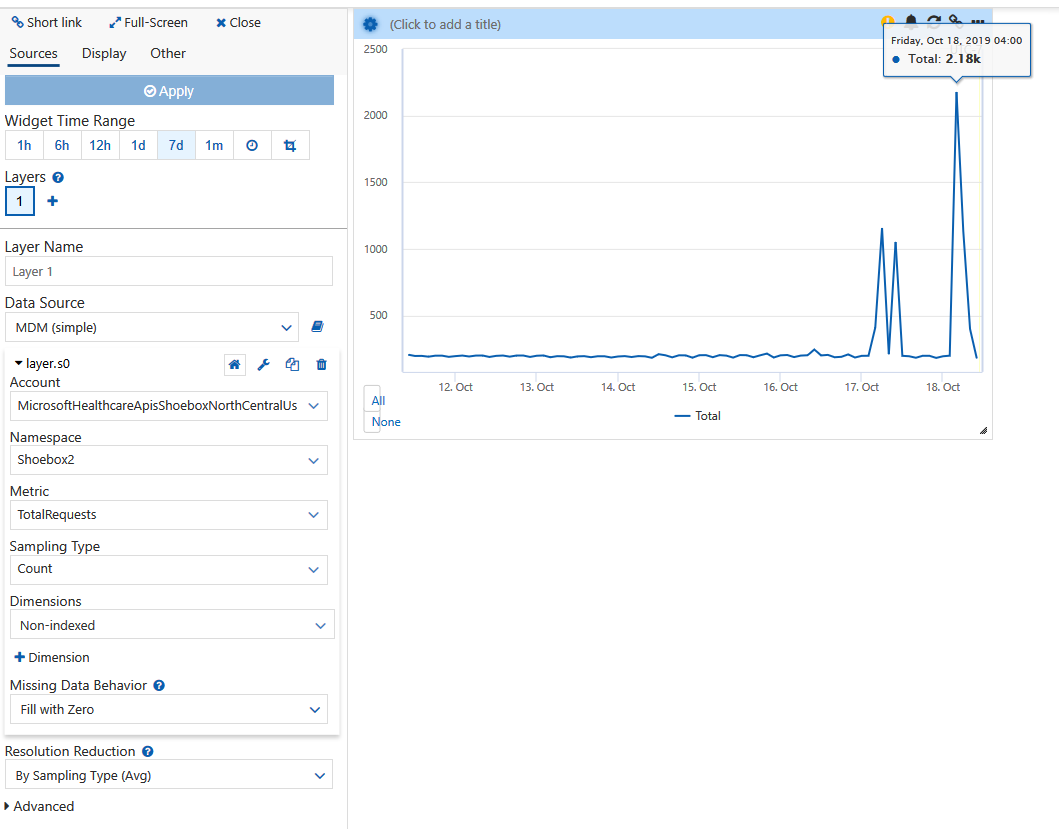 Short link
Full-Screen
Close
Sources
Display
Other
Apply
Widget Time Range
1h
6h
12h
1d
7d
1m
Layers
1
Layer Name
Layer 1
Data Source
MDM (simple)
layer.s0
Account
MicrosoftHealthcareApisShoeboxNorthCentralUs
Namespace
Shoebox2
Metric
TotalRequests
Sampling Type
Count
Dimensions
Non-indexed
Dimension
Missing Data Behavior
Fill with Zero
Resolution Reduction
By Sampling Type (Avg)
Advanced
(Click to add a title)
Friday, Oct 18, 2019 04:00
Total: 2.18k
2500
2000
1500
1000
500
12. Oct
13. Oct
14. Oct
15. Oct
16. Oct
17. Oct
18. Oct
All
None
Total